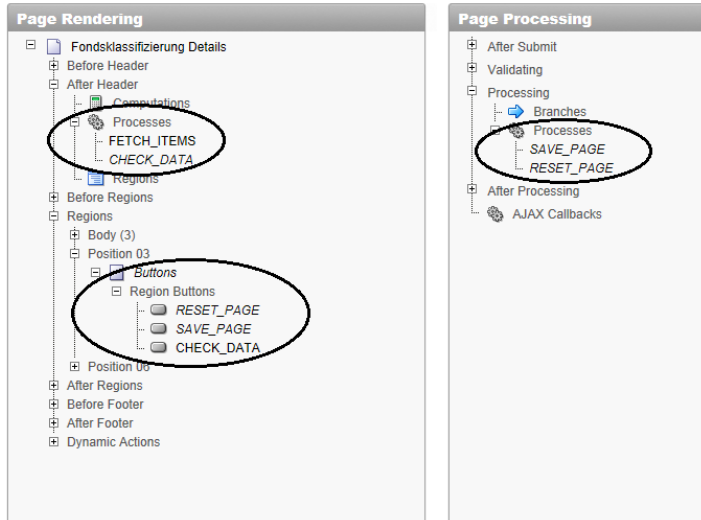 Page Rendering
Fondsklassifizierung Details
Before Header
After Header
Computations
Processes
FETCH_ITEMS
CHECK_DATA
Regions
Before Regions
Regions
Body (3)
Position 03
Buttons
Region Buttons
RESET_PAGE
SAVE_PAGE
CHECK_DATA
Position 06
After Regions
Before Footer
After Footer
Dynamic Actions
Page Processing
After Submit
Validating
Processing
Branches
Processes
SAVE_PAGE
RESET_PAGE
After Processing
AJAX Callbacks